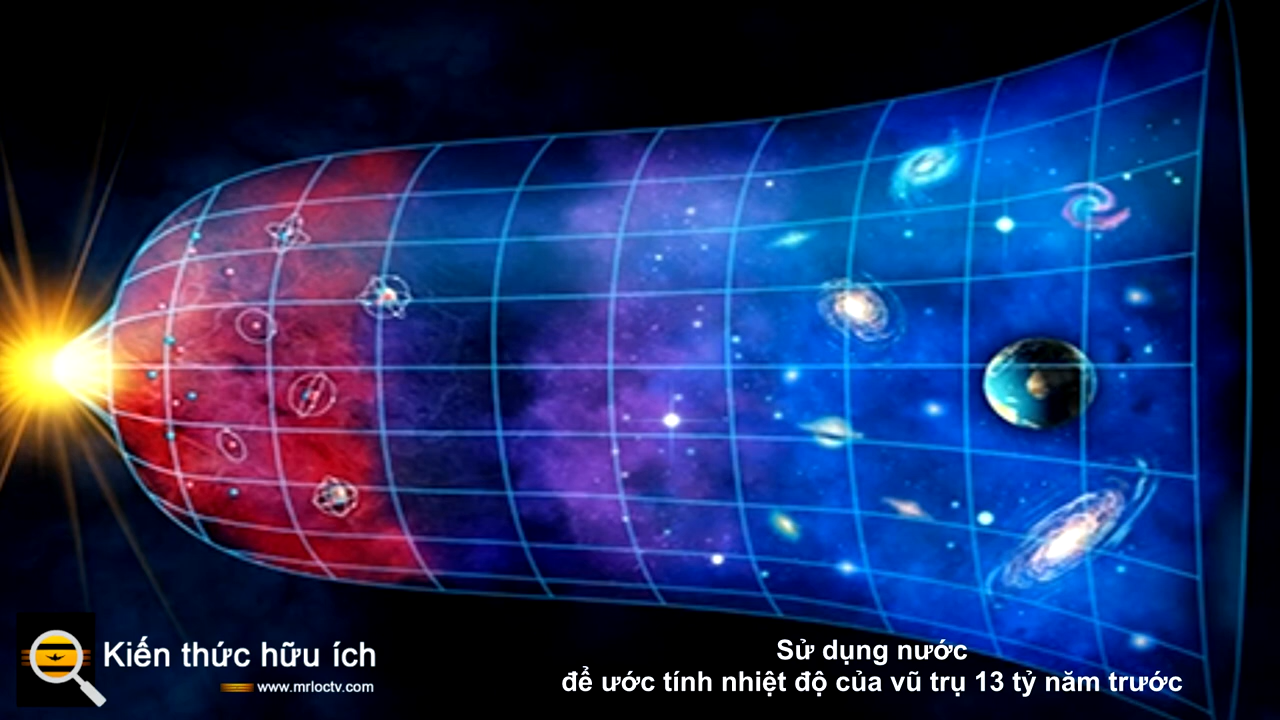 Kiến thức hữu ích
www.mrloctv.com
Sử dụng nước
để ước tính nhiệt độ của vũ trụ 13 tỷ năm trước